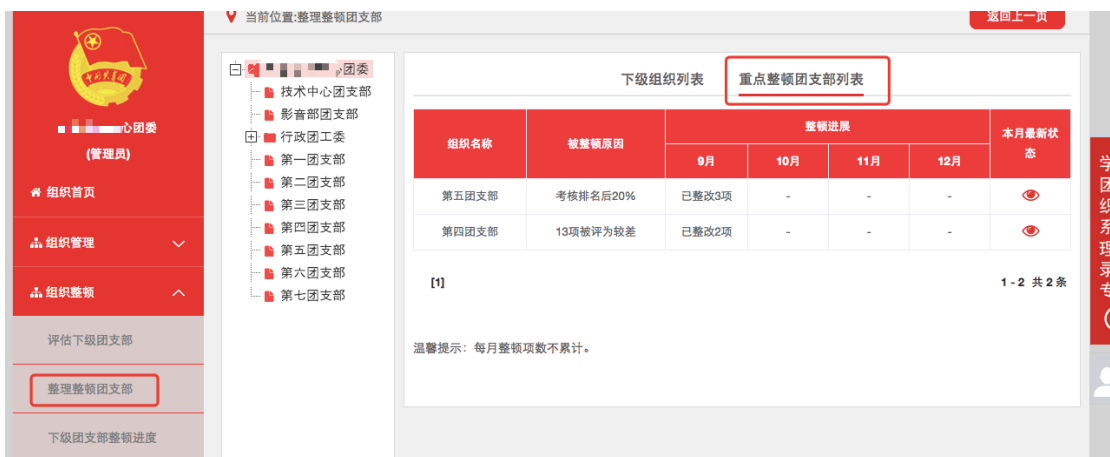 当前位置:整理整顿团支部
返回上一页
心团委
(管理员)
组织首页
组织管理
组织整顿
评估下级团支部
整理整顿团支部
下级团支部整顿进度
团委
技术中心团支部
影音部团支部
行政团工委
第一团支部
第二团支部
第三团支部
第四团支部
第五团支部
第六团支部
第七团支部
下级组织列表 重点整顿团支部列表
组织名称 被整顿原因 整顿进展 本月最新状态
9月 10月 11月 12月
第五团支部 考核排名后20% 已整改3项 - - -
第四团支部 13项被评为较差 已整改2项 - - -
[1] 1 - 2 共 2 条
温馨提示：每月整顿项数不累计。